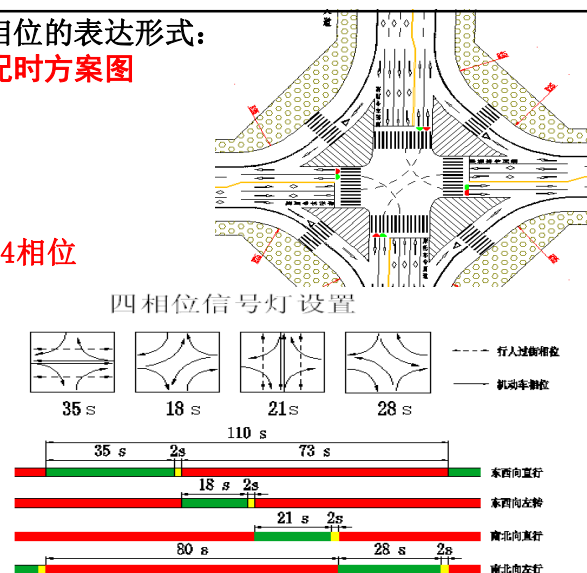 相位的表达形式：
配时方案图
人道
4相位
四相位信号灯设置
行人过街相位
机动车相位
35 s
18 s
21s
28 s
110 s
35 s
2s
73 s
东西向直行
18 s
2s
东西向左转
21 s
2s
南北向直行
80 s
28 s
2s
南北向左行